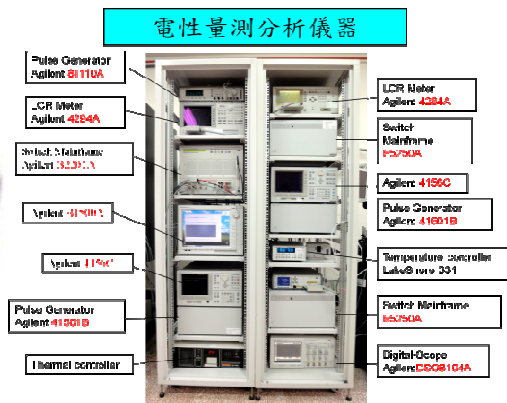 電性量測分析儀器
Pulse Generator
Agilent 81110A
LCR Meter
Agilent 4284A
Switch Mainframe
Agilent
Agilent
Agilent 4156C
Pulse Generator
Agilent 41501B
Thermal controller
LCR Meter
Agilent 4284A
Switch
Mainframe
E5250A
Agilent 4156C
Pulse Generator
Agilent 41501B
Temperature controller
LakeShore 331
Switch Mainframe
E5250A
Digital-Scope
Agilent